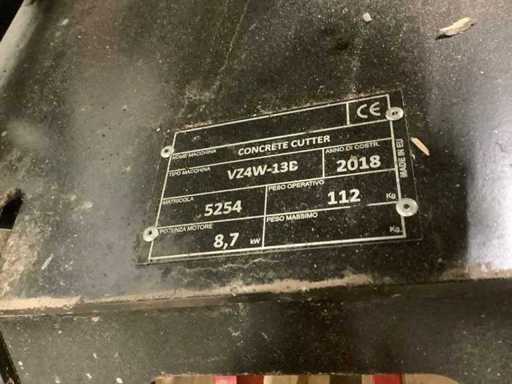 CE
NOME MACCHINA CONCRETE CUTTER
TIPO MACCHINA VZ4W-13B ANNO DI COSTR. 2018
MATRICOLA 5254 PESO OPERATIVO 112 Kg
POTENZA MOTORE 8,7 kW PESO MASSIMO Kg
MADE IN EU